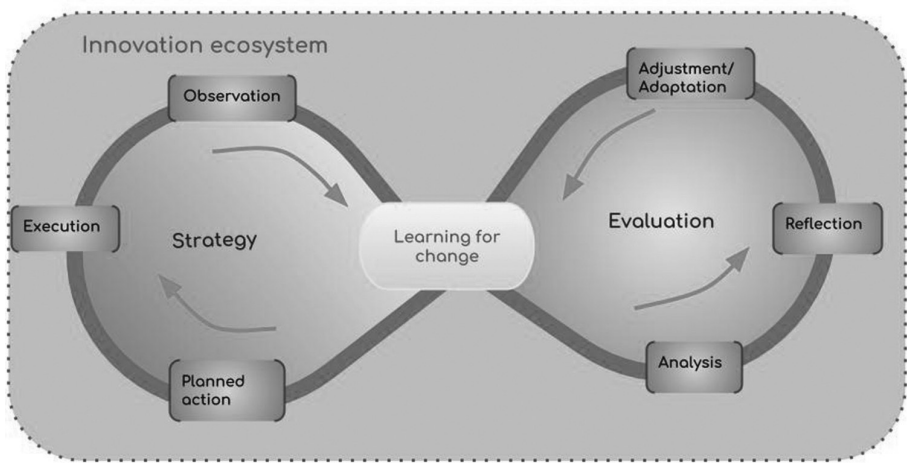 Innovation ecosystem
Observation
Adjustment/
Adaptation
Execution
Strategy
Learning for
change
Evaluation
Reflection
Planned
action
Analysis